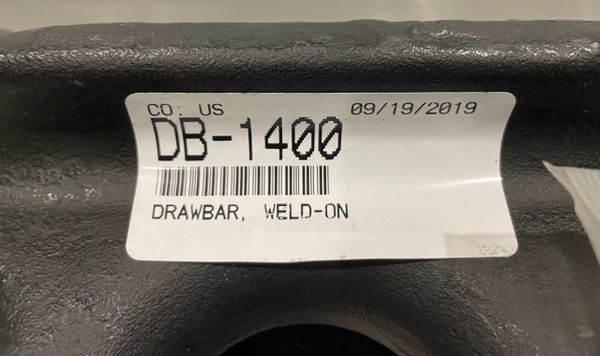 CO: US 09/19/2019
DB-1400
DRAWBAR, WELD-ON